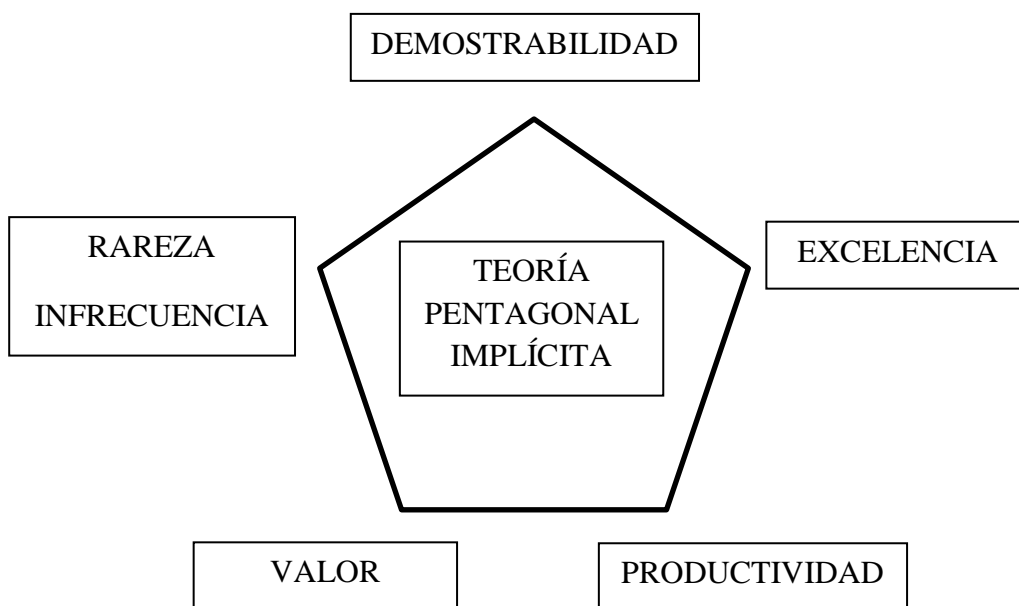 DEMOSTRABILIDAD
RAREZA
INFRECUENCIA
EXCELENCIA
TEORÍA
PENTAGONAL
IMPLÍCITA
VALOR
PRODUCTIVIDAD